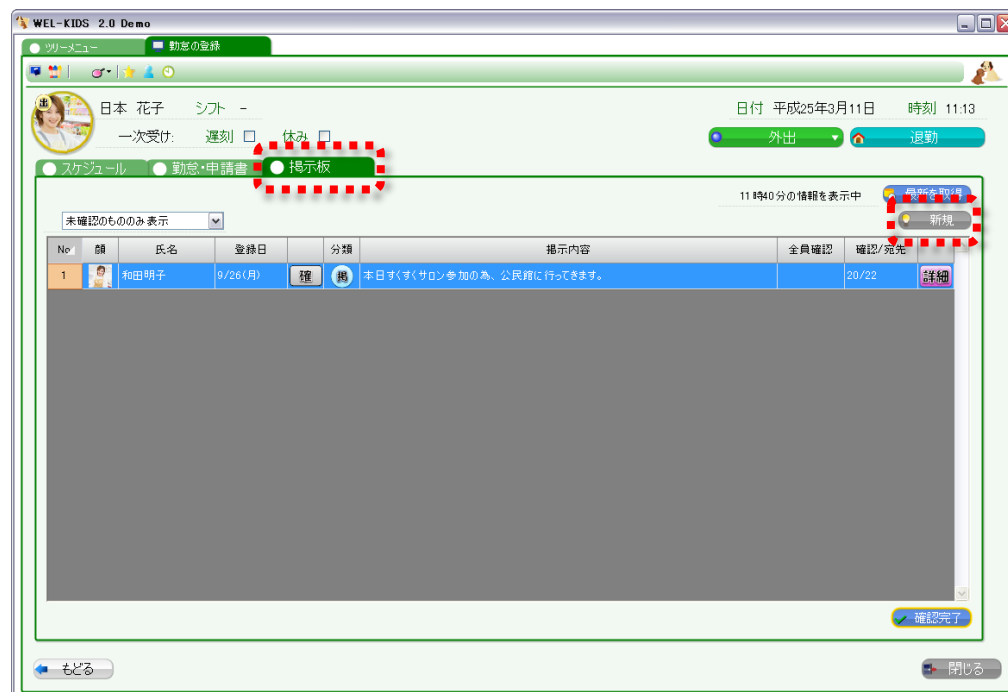 WEL-KIDS 2.0 Demo
ツリーメニュー 勤怠の登録
出 日本 花子 シフト - 日付 平成25年3月11日 時刻 11:13
一次受け: 遅刻 休み 外出 退勤
スケジュール 勤怠・申請書 掲示板
11時40分の情報を表示中 最新を取得
未確認のもののみ表示 新規
No 顔 氏名 登録日 分類 掲示内容 全員確認 確認/宛先
1 和田明子 9/26(月) 確 掲 本日すくすくサロン参加の為、公民館に行ってきます。 20/22 詳細
確認完了
もどる 閉じる